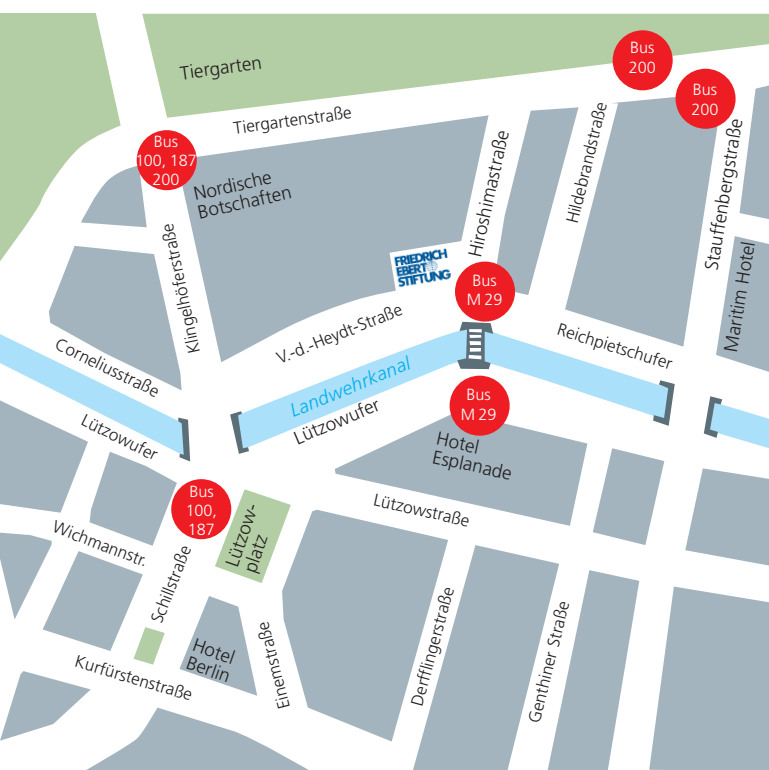 Tiergarten
Bus
200
Bus
200
Tiergartenstraße
Bus
100, 187
200
Nordische
Botschaften
Hiroshimastraße
Hildebrandstraße
Stauffenbergstraße
Maritim Hotel
Klingelhöferstraße
FRIEDRICH
EBERT
STIFTUNG
Bus
M 29
V.-d.-Heydt-Straße
Reichpietschufer
Corneliusstraße
Landwehrkanal
Lützowufer
Lützowufer
Bus
M 29
Hotel
Esplanade
Bus
100,
187
Lützow-
platz
Lützowstraße
Wichmannstr.
Schillstraße
Hotel
Berlin
Einemstraße
Derfflingerstraße
Genthiner Straße
Kurfürstenstraße